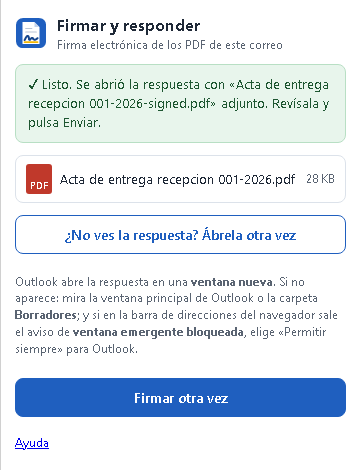 Firmar y responder
Firma electrónica de los PDF de este correo
✓ Listo. Se abrió la respuesta con «Acta de entrega
recepcion 001-2026-signed.pdf» adjunto. Revísala y
pulsa Enviar.
PDF Acta de entrega recepcion 001-2026.pdf 28 KB
¿No ves la respuesta? Ábrela otra vez
Outlook abre la respuesta en una ventana nueva. Si no
aparece: mira la ventana principal de Outlook o la carpeta
Borradores; y si en la barra de direcciones del navegador sale
el aviso de ventana emergente bloqueada, elige «Permitir
siempre» para Outlook.
Firmar otra vez
Ayuda